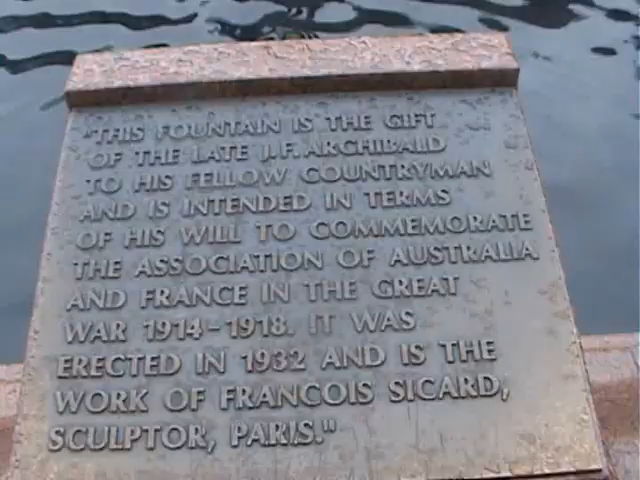 "THIS FOUNTAIN IS THE GIFT
OF THE LATE J.F. ARCHIBALD
TO HIS FELLOW COUNTRYMAN
AND IS INTENDED IN TERMS
OF HIS WILL TO COMMEMORATE
THE ASSOCIATION OF AUSTRALIA
AND FRANCE IN THE GREAT
WAR 1914-1918. IT WAS
ERECTED IN 1932 AND IS THE
WORK OF FRANCOIS SICARD,
SCULPTOR, PARIS."